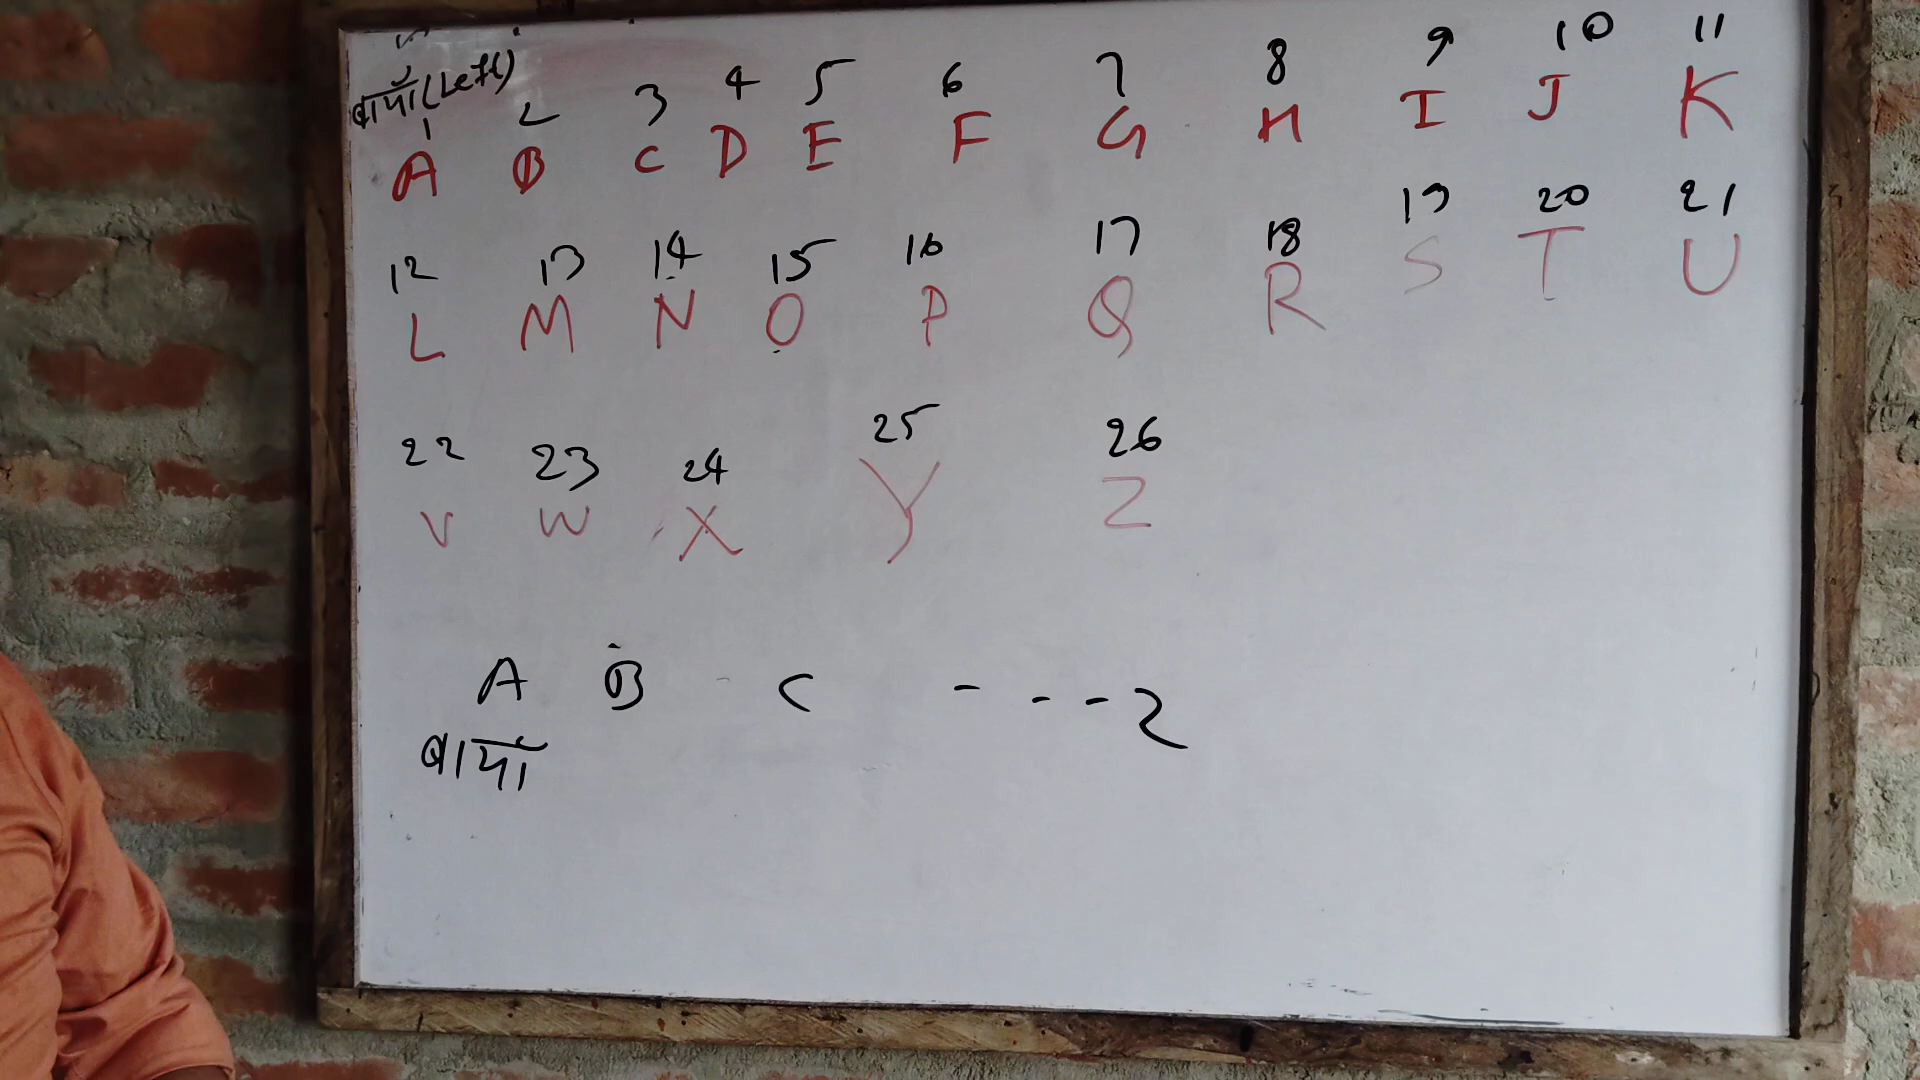 बायां (Left)
1 2 3 4 5 6 7 8 9 10 11
A B C D E F G H I J K
12 13 14 15 16 17 18 19 20 21
L M N O P Q R S T U
22 23 24 25 26
V W X Y Z
A B C - - - Z
बायां